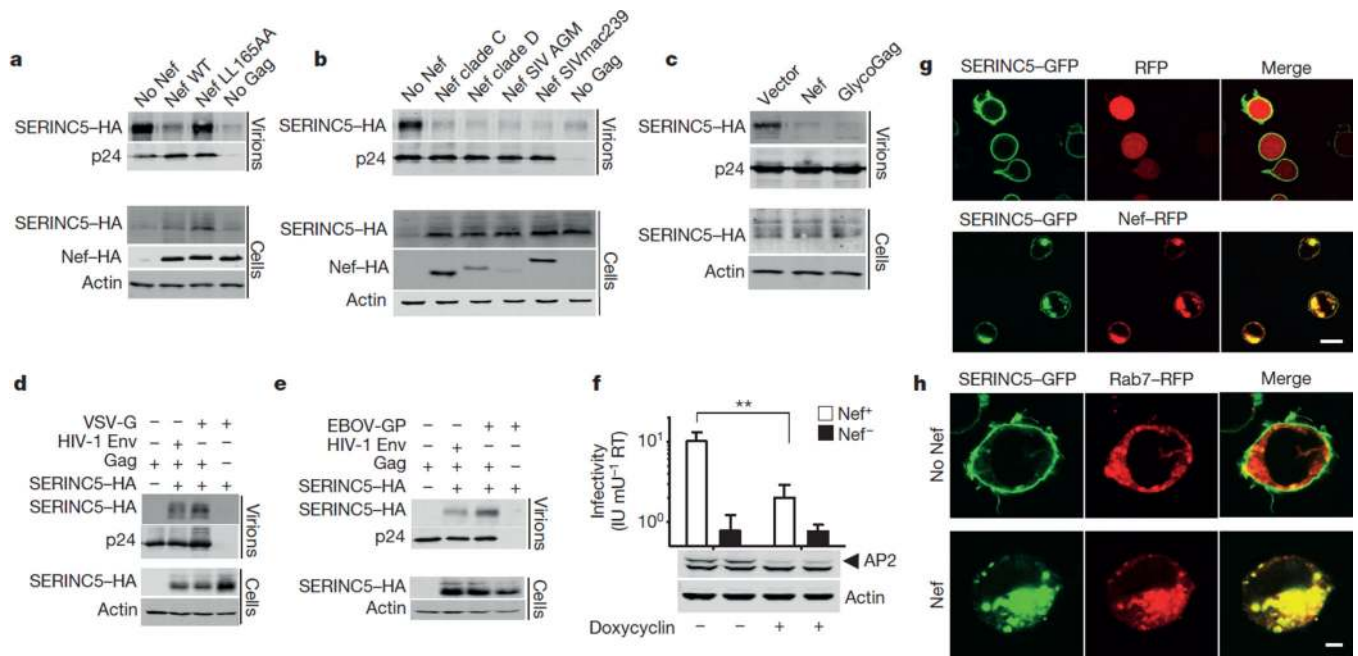 a
No Nef
Nef WT
Nef LL165AA
No Gag
SERINC5–HA
p24
Virions
SERINC5–HA
Nef–HA
Actin
Cells
b
No Nef
Nef clade C
Nef clade D
Nef SIV AGM
Nef SIVmac239
No Gag
SERINC5–HA
p24
Virions
SERINC5–HA
Nef–HA
Actin
Cells
c
Vector
Nef
GlycoGag
SERINC5–HA
p24
Virions
SERINC5–HA
Actin
Cells
d
VSV-G – – + +
HIV-1 Env – + – –
Gag + + + –
SERINC5–HA – + + +
SERINC5–HA
p24
Virions
SERINC5–HA
Actin
Cells
e
EBOV-GP – – + +
HIV-1 Env – + – –
Gag + + + –
SERINC5–HA – + + +
SERINC5–HA
p24
Virions
SERINC5–HA
Actin
Cells
f
**
Nef⁺
Nef⁻
Infectivity
(IU mU⁻¹ RT)
10¹
10⁰
AP2
Actin
Doxycyclin – – + +
g
SERINC5–GFP RFP Merge
SERINC5–GFP Nef–RFP
h
SERINC5–GFP Rab7–RFP Merge
No Nef
Nef